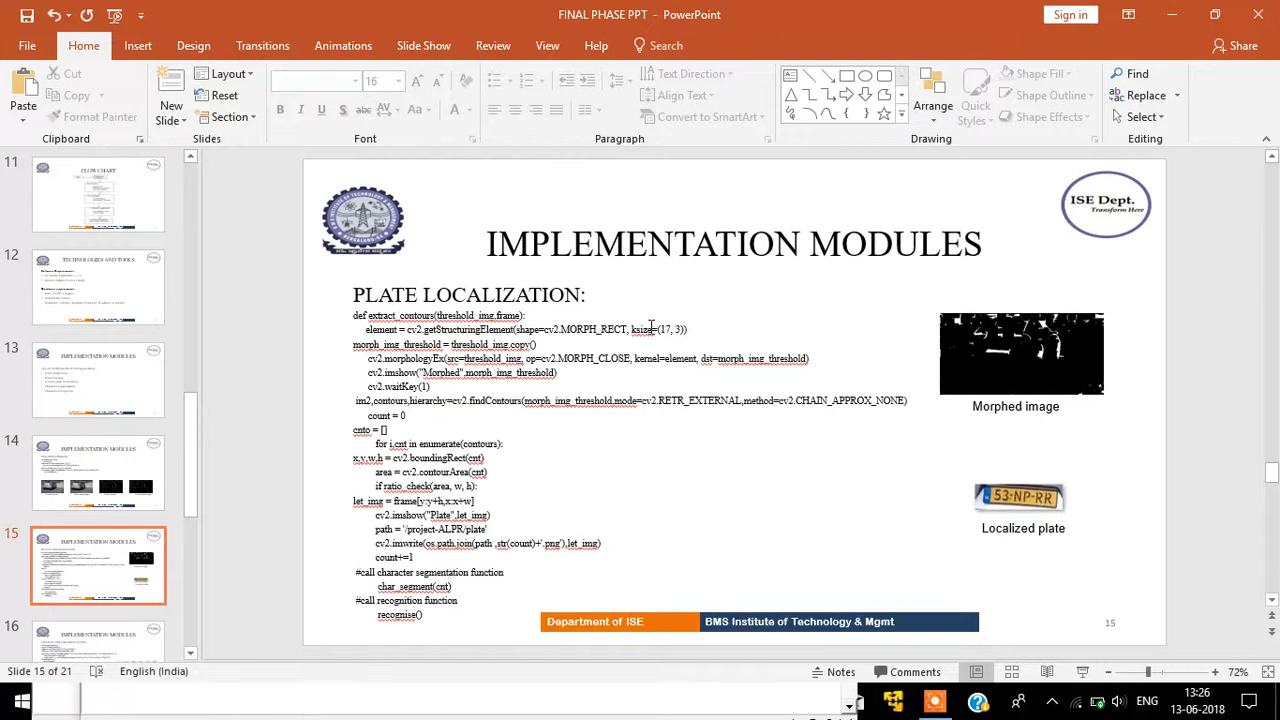 FINAL PHASE PPT - PowerPoint
Sign in
File
Home
Insert
Design
Transitions
Animations
Slide Show
Review
View
Help
Search
Share
Paste
Cut
Copy
Format Painter
Clipboard
New
Slide
Layout
Reset
Section
Slides
16
Font
Text Direction
Align Text
Convert to SmartArt
Paragraph
Arrange
Quick
Styles
Shape Fill
Shape Outline
Shape Effects
Drawing
Find
Replace
Select
Editing
11
FLOW CHART
12
TECHNOLOGIES AND TOOLS
13
IMPLEMENTATION MODULES
14
IMPLEMENTATION MODULES
15
IMPLEMENTATION MODULES
16
IMPLEMENTATION MODULES
ISE Dept.
Transform Here
IMPLEMENTATION MODULES
PLATE LOCALIZATION:
def extract_contours(threshold_img,frame):
element = cv2.getStructuringElement(shape=cv2.MORPH_RECT, ksize=(17, 3))
morph_img_threshold = threshold_img.copy()
cv2.morphologyEx(src=threshold_img, op=cv2.MORPH_CLOSE, kernel=element, dst=morph_img_threshold)
cv2.imshow("Morphed",morph_img_threshold)
cv2.waitKey(1)
im2,contours,hierarchy=cv2.findContours(morph_img_threshold,mode=cv2.RETR_EXTERNAL,method=cv2.CHAIN_APPROX_NONE)
count = 0
cnto = []
for i,cnt in enumerate(contours):
x,y,w,h = cv2.boundingRect(cnt)
area = cv2.contourArea(cnt)
if ratio_check(area, w, h):
let_img = frame[y:y+h,x:x+w]
cv2.imshow("Plate",let_img)
path = '/project-ALPR/plate'
cv2.imwrite(os.path.join(path, str(count)+'.png'),let_img)
count+=1
#call character segmentation function
char_segment(cnt)
#call recognition function
recognise()
Morphed image
53-NP-RR
Localized plate
Department of ISE
BMS Institute of Technology & Mgmt
15
Slide 15 of 21
English (India)
Notes
Comments
72%
ENG
13:26
13-06-2018